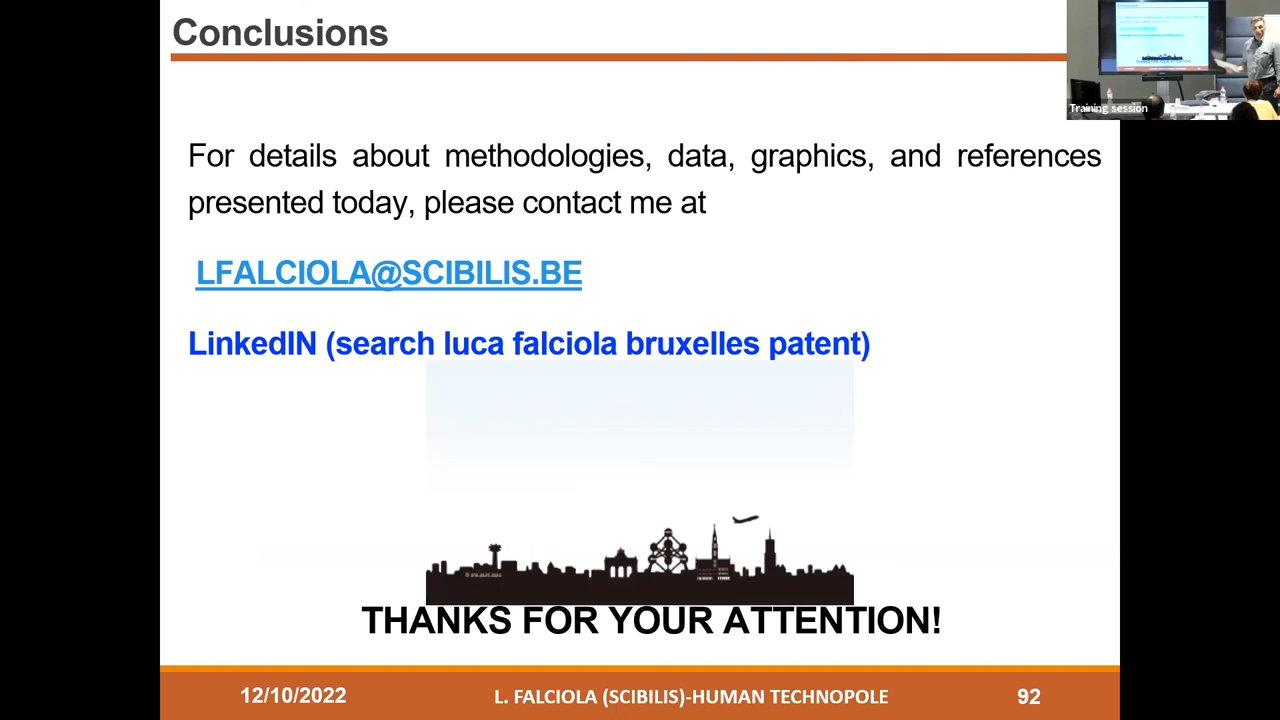 Conclusions
Training session
For details about methodologies, data, graphics, and references
presented today, please contact me at
LFALCIOLA@SCIBILIS.BE
LinkedIN (search luca falciola bruxelles patent)
THANKS FOR YOUR ATTENTION!
12/10/2022
L. FALCIOLA (SCIBILIS)-HUMAN TECHNOPOLE
92